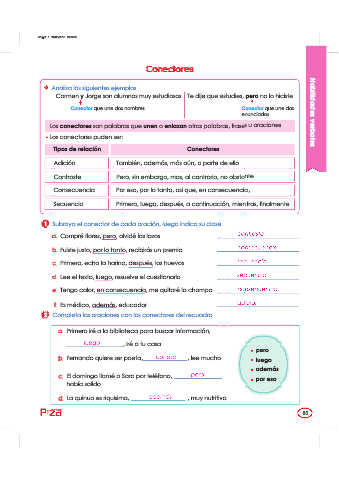 Conectores
Analiza los siguientes ejemplos
Carmen y Jorge son alumnos muy estudiosos
Te dije que estudies, pero no lo hiciste
Conector que une dos nombres
Conector que une dos enunciados
Los conectores son palabras que unen o enlazan otras palabras, frases u oraciones
• Los conectores pueden ser:
Tipos de relación Conectores
Adición También, además, más aún, aparte de ello
Contraste Pero, sin embargo, mas, al contrario, no obstante
Consecuencia Por eso, por lo tanto, así que, en consecuencia,
Secuencia Primero, luego, después, a continuación, mientras, finalmente
Habilidades verbales
1 Subraya el conector de cada oración, luego indica su clase
a. Compré flores, pero, olvidé los lazos contraste
b. Fuiste justo, por lo tanto, recibirás un premio consecuencia
c. Primero, echa la harina, después, los huevos secuencia
d. Lee el texto, luego, resuelve el cuestionario secuencia
e. Tengo calor, en consecuencia, me quitaré la chompa consecuencia
f. Es médico, además, educador adición
2 Completa las oraciones con los conectores del recuadro
a. Primero iré a la biblioteca para buscar información,
luego , iré a tu casa
b. Fernando quiere ser poeta, por eso , lee mucho
c. El domingo llamé a Sara por teléfono, pero
había salido
d. La quinua es riquísima, además , muy nutritiva
• pero
• luego
• además
• por eso